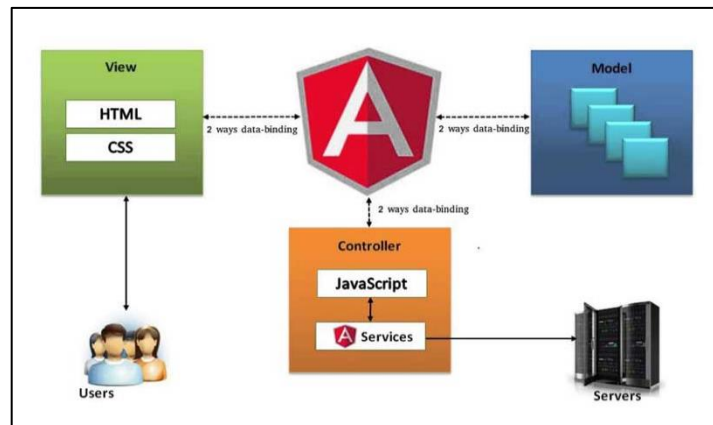 View
HTML
CSS
2 ways data-binding
A
2 ways data-binding
Model
2 ways data-binding
Controller
JavaScript
A Services
Users
Servers